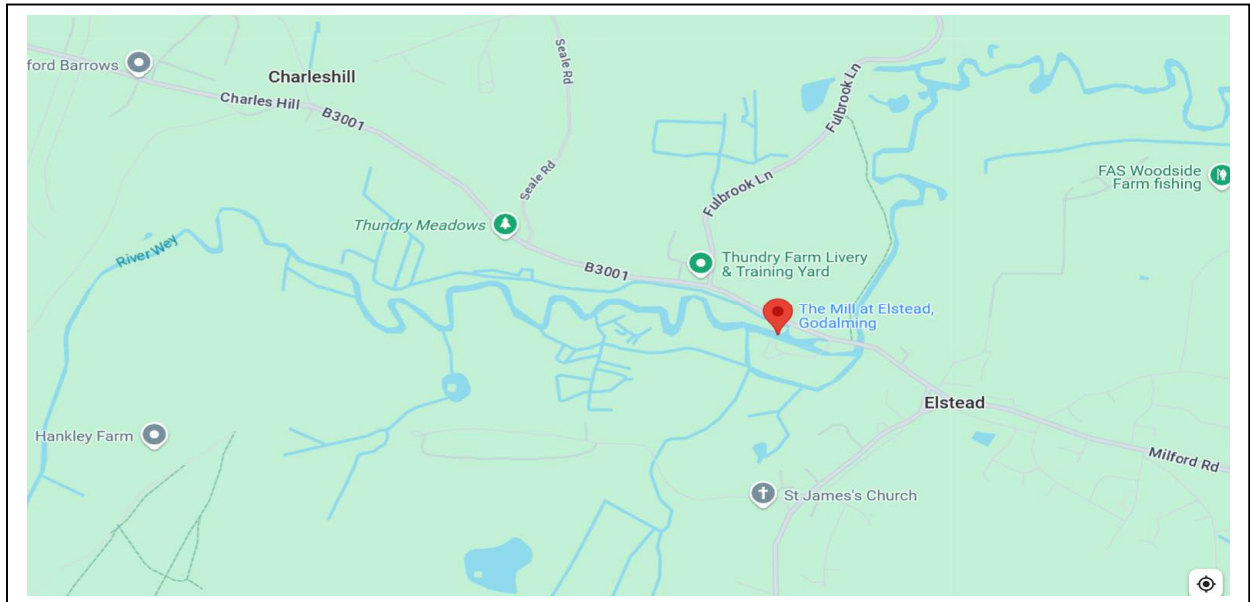 ford Barrows
Charleshill
Charles Hill
B3001
Seale Rd
Seale Rd
Fulbrook Ln
Fulbrook Ln
FAS Woodside
Farm fishing
Thundry Meadows
River Wey
B3001
Thundry Farm Livery
& Training Yard
The Mill at Elstead,
Godalming
Elstead
Hankley Farm
Milford Rd
St James's Church